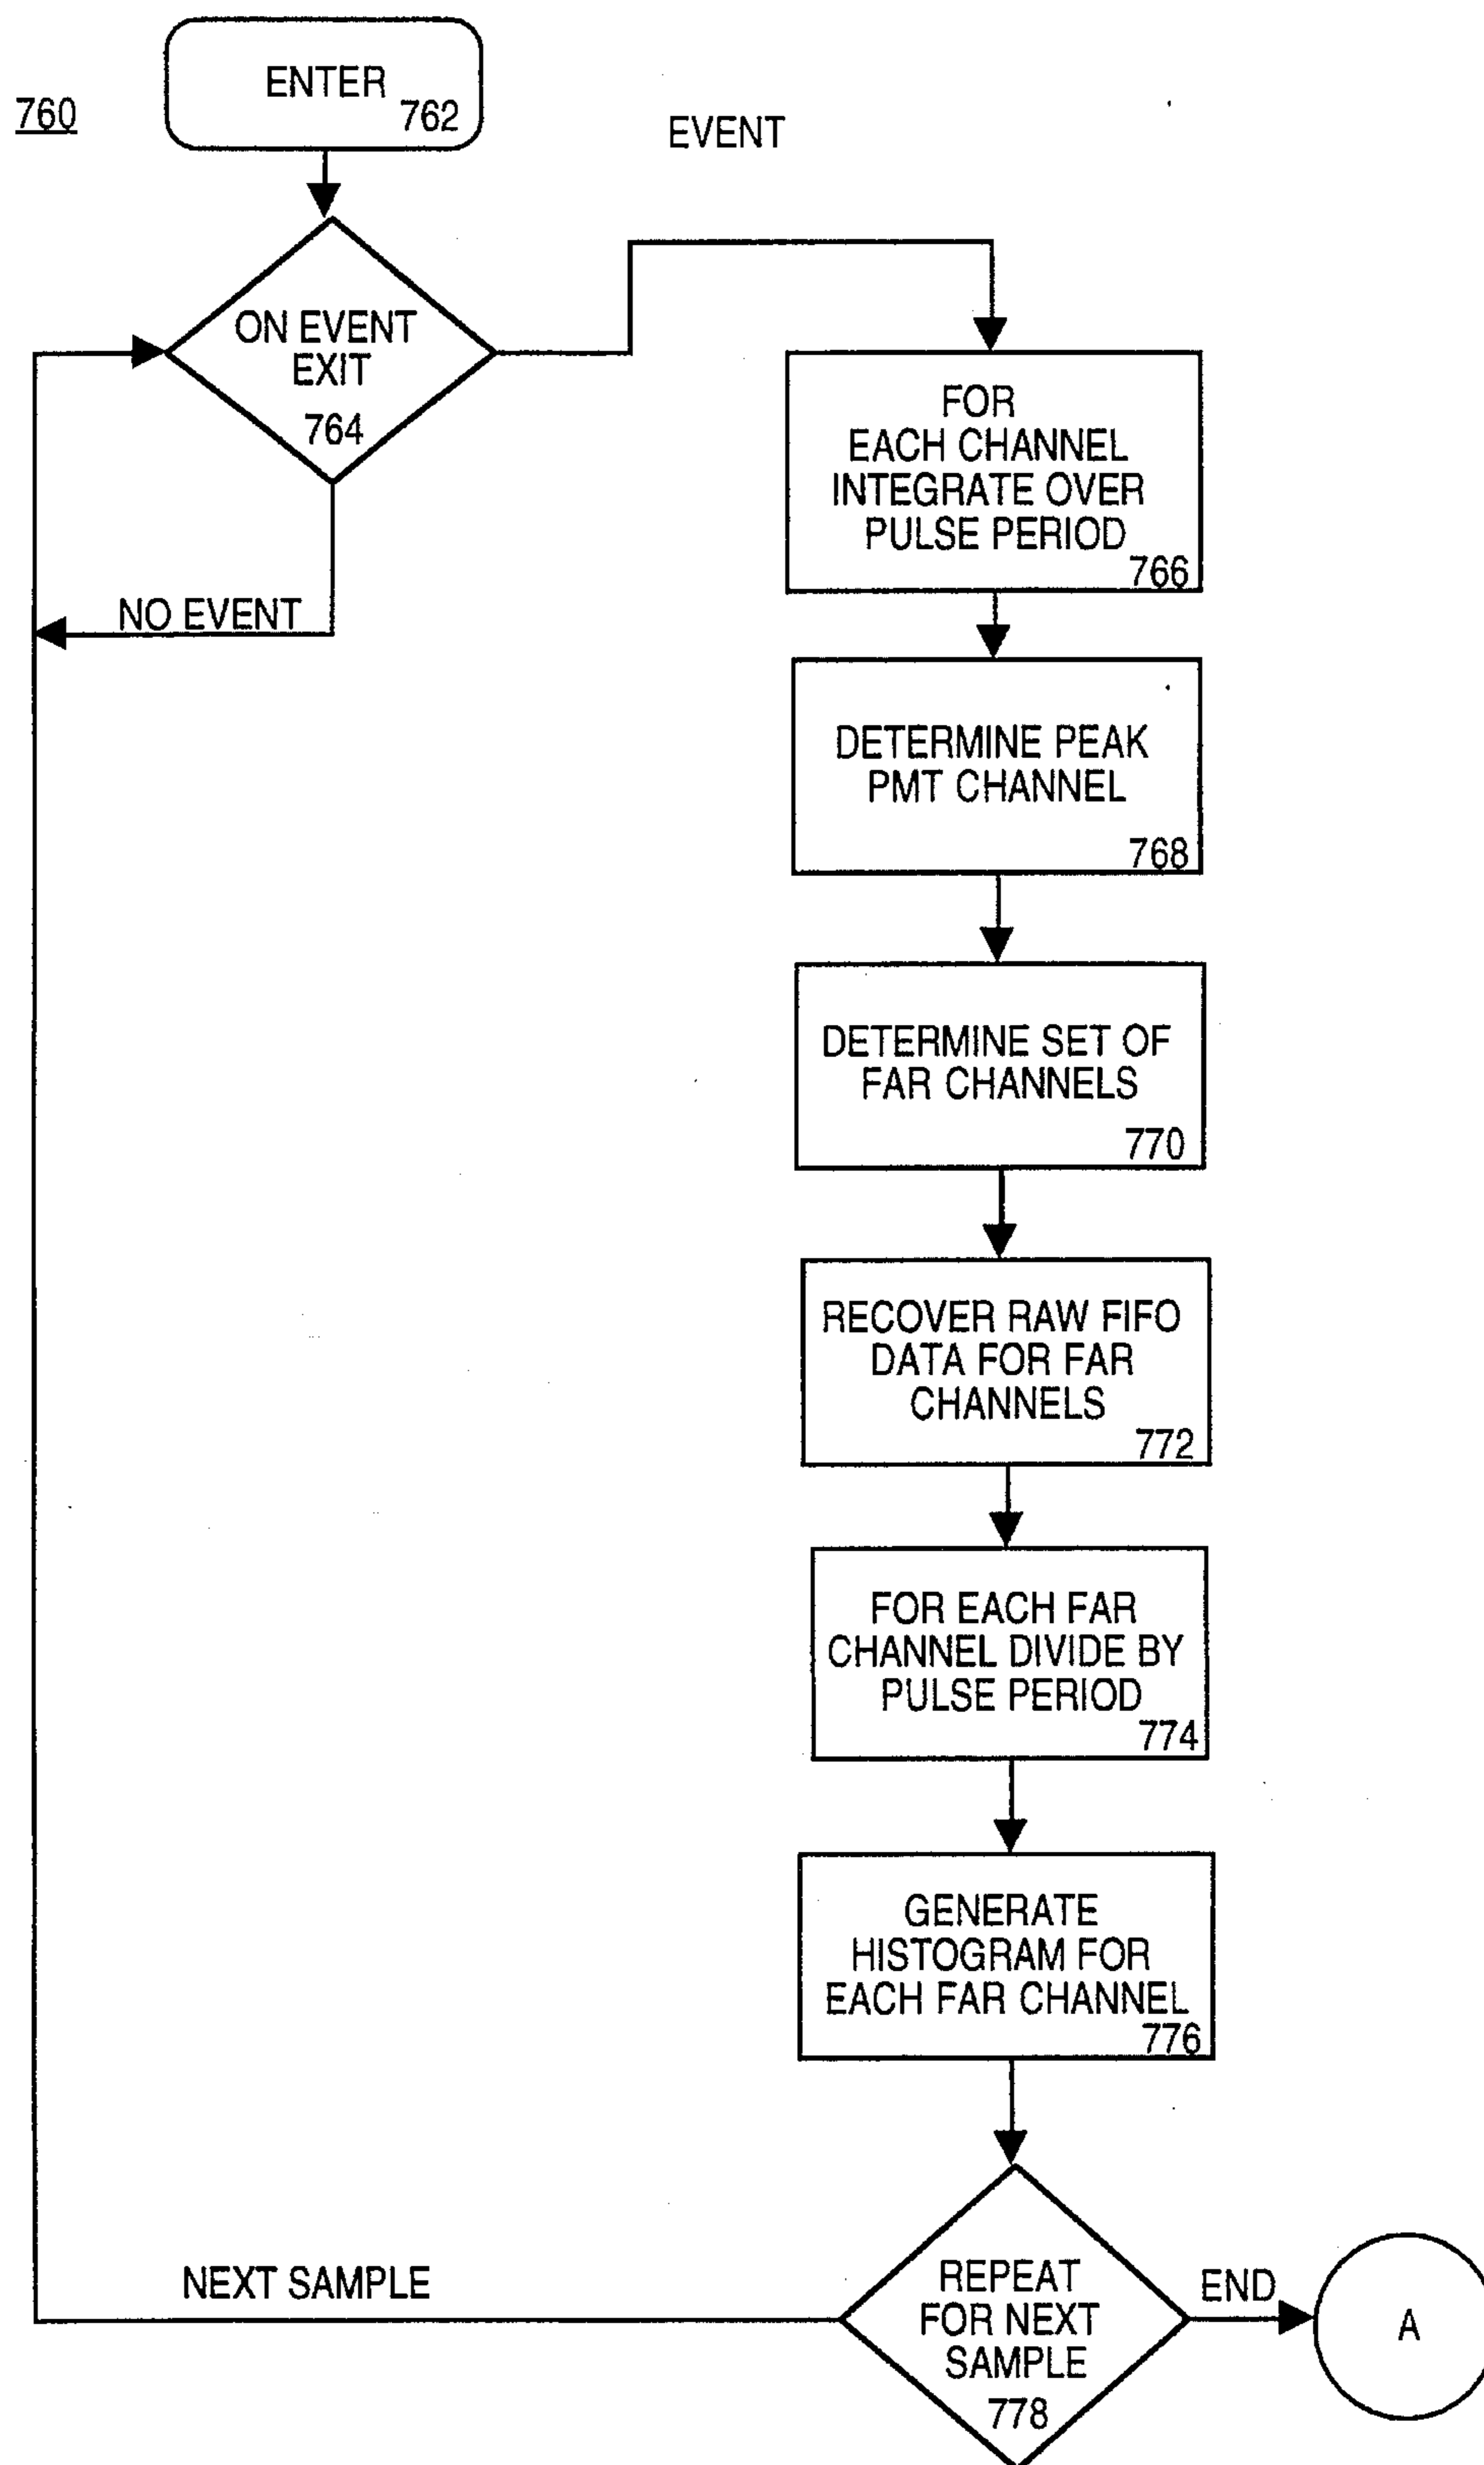 760
ENTER
762
EVENT
ON EVENT
EXIT
764
NO EVENT
FOR
EACH CHANNEL
INTEGRATE OVER
PULSE PERIOD
766
DETERMINE PEAK
PMT CHANNEL
768
DETERMINE SET OF
FAR CHANNELS
770
RECOVER RAW FIFO
DATA FOR FAR
CHANNELS
772
FOR EACH FAR
CHANNEL DIVIDE BY
PULSE PERIOD
774
GENERATE
HISTOGRAM FOR
EACH FAR CHANNEL
776
NEXT SAMPLE
REPEAT
FOR NEXT
SAMPLE
778
END
A